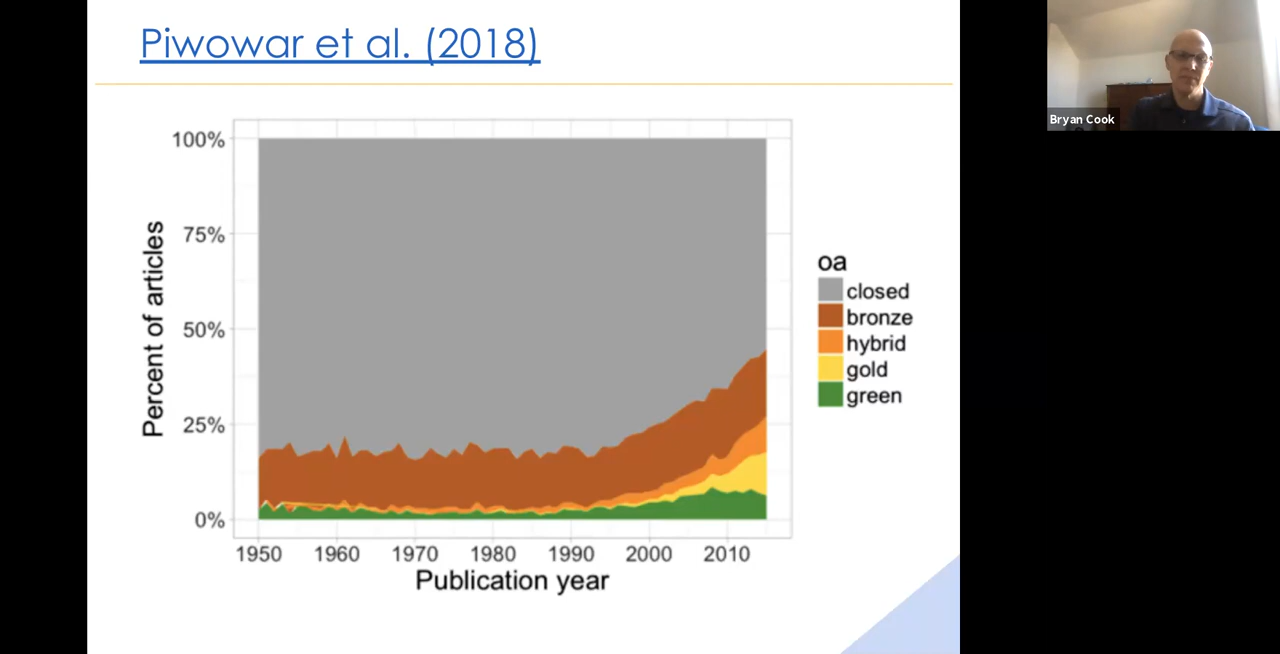 Piwowar et al. (2018)
100%
75%
50%
25%
0%
Percent of articles
1950 1960 1970 1980 1990 2000 2010
Publication year
oa
closed
bronze
hybrid
gold
green
Bryan Cook